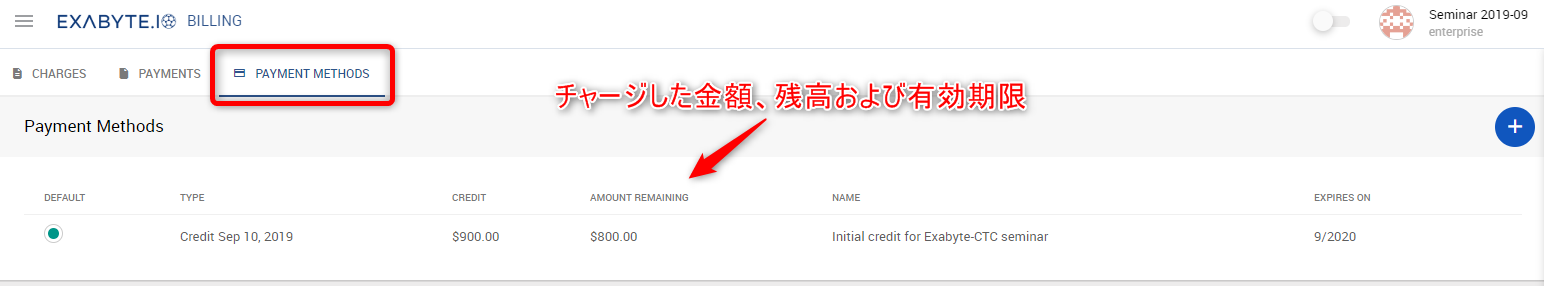 EXABYTE.IO BILLING
Seminar 2019-09
enterprise
CHARGES PAYMENTS PAYMENT METHODS
チャージした金額、残高および有効期限
Payment Methods
+
DEFAULT TYPE CREDIT AMOUNT REMAINING NAME EXPIRES ON
Credit Sep 10, 2019 $900.00 $800.00 Initial credit for Exabyte-CTC seminar 9/2020